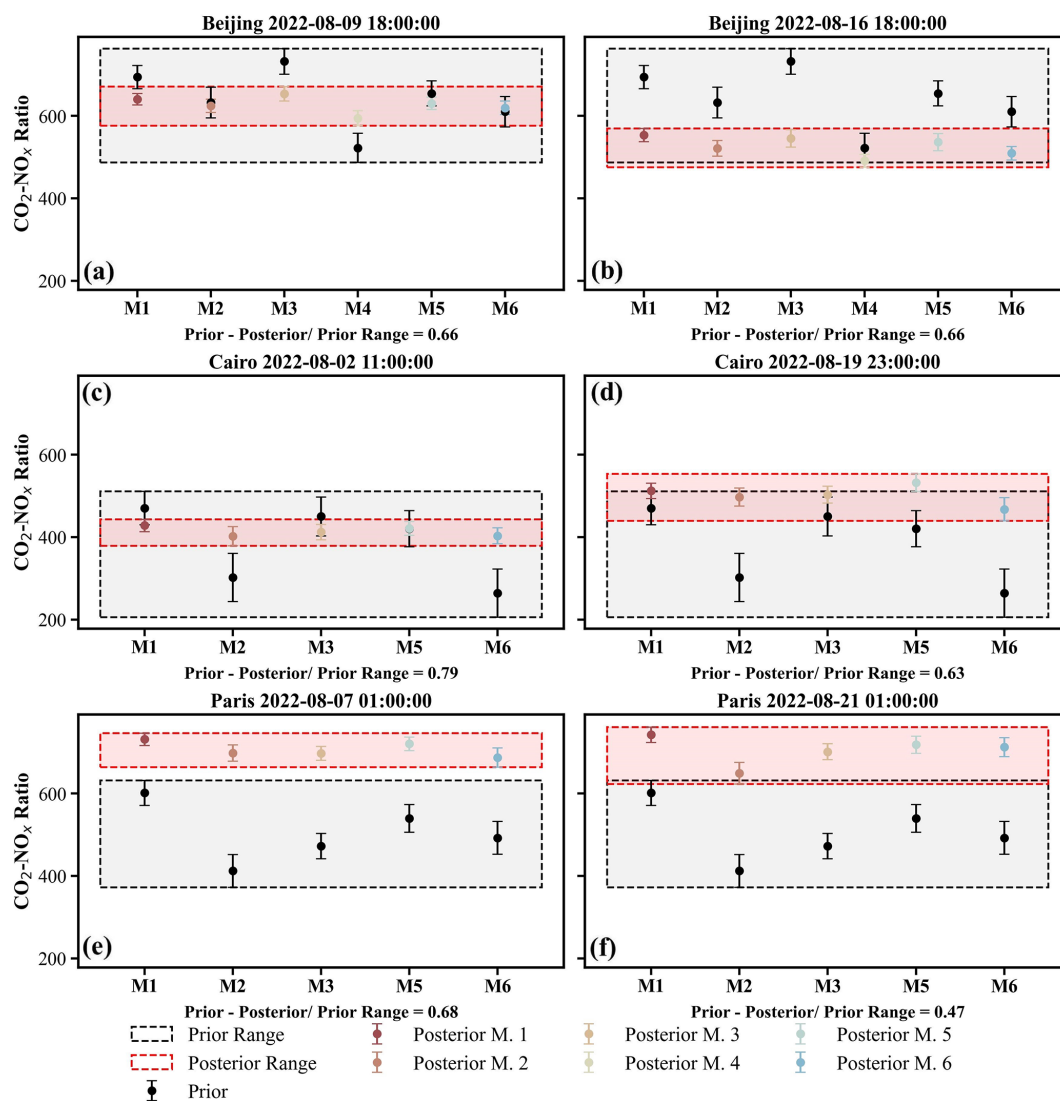 Beijing 2022-08-09 18:00:00
Beijing 2022-08-16 18:00:00
CO₂-NOₓ Ratio
600
400
200
(a)
(b)
M1 M2 M3 M4 M5 M6
M1 M2 M3 M4 M5 M6
Prior - Posterior/ Prior Range = 0.66
Prior - Posterior/ Prior Range = 0.66
Cairo 2022-08-02 11:00:00
Cairo 2022-08-19 23:00:00
(c)
(d)
CO₂-NOₓ Ratio
600
400
200
M1 M2 M3 M5 M6
M1 M2 M3 M5 M6
Prior - Posterior/ Prior Range = 0.79
Prior - Posterior/ Prior Range = 0.63
Paris 2022-08-07 01:00:00
Paris 2022-08-21 01:00:00
CO₂-NOₓ Ratio
600
400
200
(e)
(f)
M1 M2 M3 M5 M6
M1 M2 M3 M5 M6
Prior - Posterior/ Prior Range = 0.68
Prior - Posterior/ Prior Range = 0.47
Prior Range
Posterior Range
Prior
Posterior M. 1
Posterior M. 2
Posterior M. 3
Posterior M. 4
Posterior M. 5
Posterior M. 6